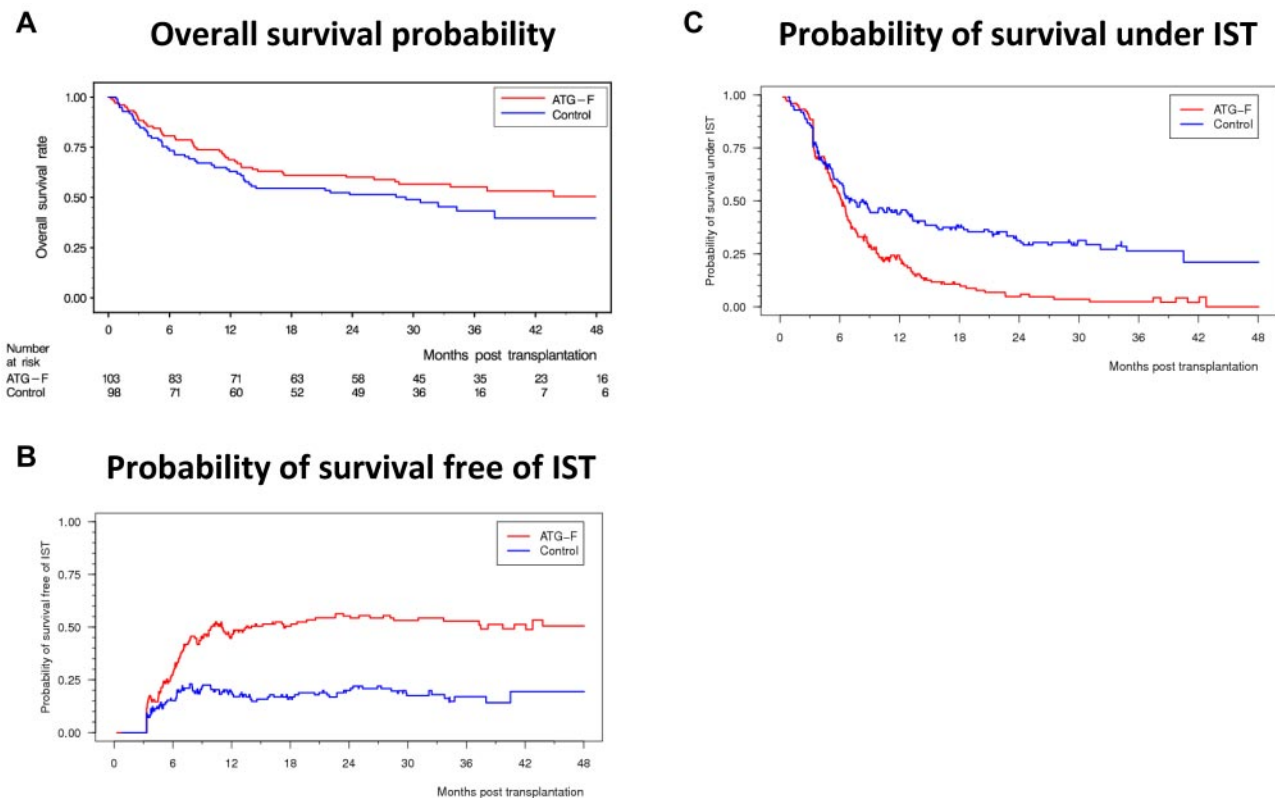 A
Overall survival probability
Overall survival rate
1.00
0.75
0.50
0.25
0.00
ATG-F
Control
0 6 12 18 24 30 36 42 48
Months post transplantation
Number
at risk
ATG-F 103 83 71 63 58 45 35 23 16
Control 98 71 60 52 49 36 16 7 6
B
Probability of survival free of IST
Probability of survival free of IST
1.00
0.75
0.50
0.25
0.00
ATG-F
Control
0 6 12 18 24 30 36 42 48
Months post transplantation
C
Probability of survival under IST
Probability of survival under IST
1.00
0.75
0.50
0.25
0.00
ATG-F
Control
0 6 12 18 24 30 36 42 48
Months post transplantation